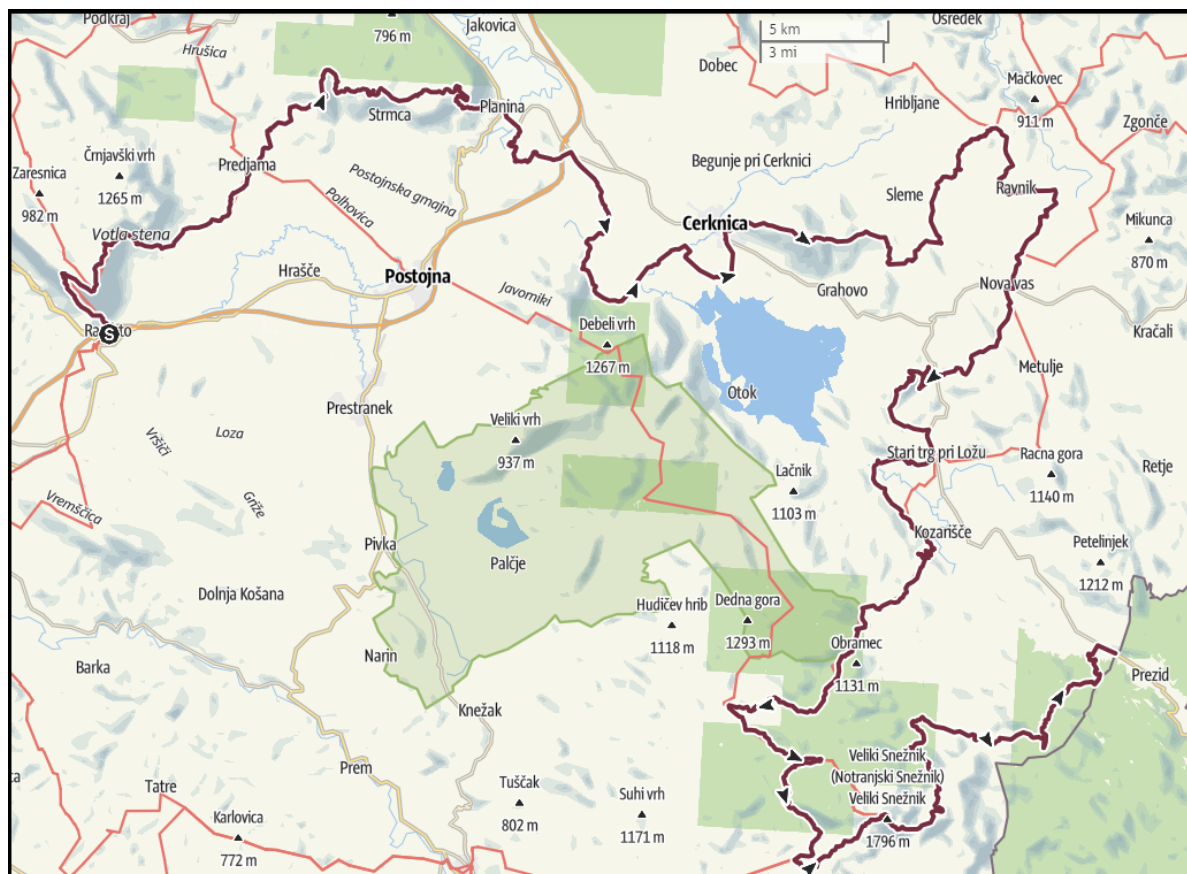 Podkraj
Hrušica
796 m
Jakovica
5 km
3 mi
Dobec
Osredek
Mačkovec
911 m
Hribljane
Zgonče
Strmca
Planina
Črnjavški vrh
1265 m
Zaresnica
982 m
Predjama
Postojnska gmajna
Polhovica
Begunje pri Cerknici
Sleme
Ravnik
Mikunca
870 m
Votla stena
Cerknica
Hrašče
Postojna
Javorniki
Grahovo
Nova vas
S
Debeli vrh
1267 m
Kračali
Otok
Metulje
Prestranek
Veliki vrh
937 m
Vršiči
Loza
Stari trg pri Ložu
Racna gora
1140 m
Retje
Lačnik
1103 m
Vremščica
Griže
Pivka
Palčje
Kozarišče
Petelinjek
1212 m
Dolnja Košana
Hudičev hrib
1118 m
Dedna gora
1293 m
Obramec
1131 m
Narin
Barka
Prezid
Knežak
Veliki Snežnik
(Notranjski Snežnik)
Veliki Snežnik
1796 m
Tatre
Prem
Tuščak
802 m
Suhi vrh
1171 m
Karlovica
772 m